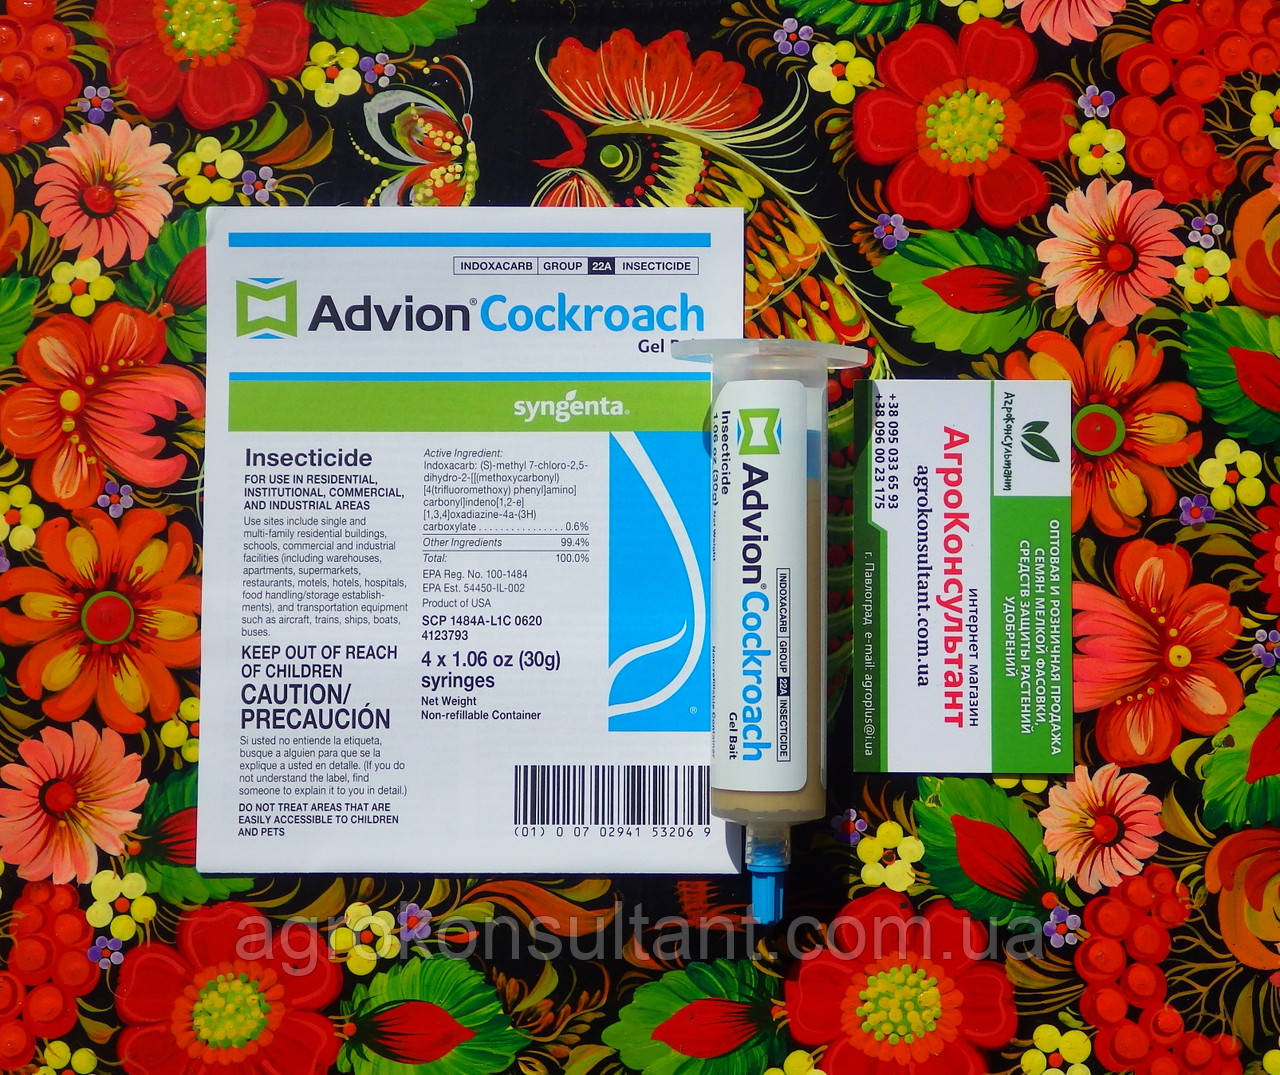 INDOXACARB GROUP 22A INSECTICIDE
Advion® Cockroach
Gel
syngenta®
Insecticide
FOR USE IN RESIDENTIAL,
INSTITUTIONAL, COMMERCIAL,
AND INDUSTRIAL AREAS
Use sites include single and
multi-family residential buildings,
schools, commercial and industrial
facilities (including warehouses,
apartments, supermarkets,
restaurants, motels, hotels, hospitals,
food handling/storage establish-
ments), and transportation equipment
such as aircraft, trains, ships, boats,
buses.
KEEP OUT OF REACH
OF CHILDREN
CAUTION/
PRECAUCIÓN
Si usted no entiende la etiqueta,
busque a alguien para que se la
explique a usted en detalle. (If you do
not understand the label, find
someone to explain it to you in detail.)
DO NOT TREAT AREAS THAT ARE
EASILY ACCESSIBLE TO CHILDREN
AND PETS
Active Ingredient:
Indoxacarb: (S)-methyl 7-chloro-2,5-
dihydro-2-[[(methoxycarbonyl)
[4(trifluoromethoxy) phenyl]amino]
carbonyl]indeno[1,2-e]
[1,3,4]oxadiazine-4a-(3H)
carboxylate . . . . . . . . . . . . . . . . 0.6%
Other Ingredients 99.4%
Total: 100.0%
EPA Reg. No. 100-1484
EPA Est. 54450-IL-002
Product of USA
SCP 1484A-L1C 0620
4123793
4 x 1.06 oz (30g)
syringes
Net Weight
Non-refillable Container
®
(01) 0 07 02941 53206 9
Advion® Cockroach
Gel Bait
INDOXACARB GROUP 22A INSECTICIDE
Insecticide
1.06 oz (30g) Net Weight
Non-refillable Container
АгроКонсультант
ОПТОВАЯ И РОЗНИЧНАЯ ПРОДАЖА
СЕМЯН МЕЛКОЙ ФАСОВКИ,
СРЕДСТВ ЗАЩИТЫ РАСТЕНИЙ
УДОБРЕНИЙ
интернет магазин
АгроКонсультант
agrokonsultant.com.ua
+38 095 033 65 93
+38 096 00 23 175
г. Павлоград e-mail: agroplus@i.ua
agrokonsultant.com.ua